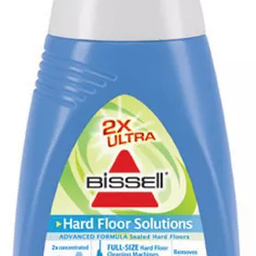 2X
ULTRA
BISSELL
Hard Floor Solutions
ADVANCED FORMULA Sealed Hard Floors
2x concentrated
FULL-SIZE Hard Floor
Cleaning Machines
Removes